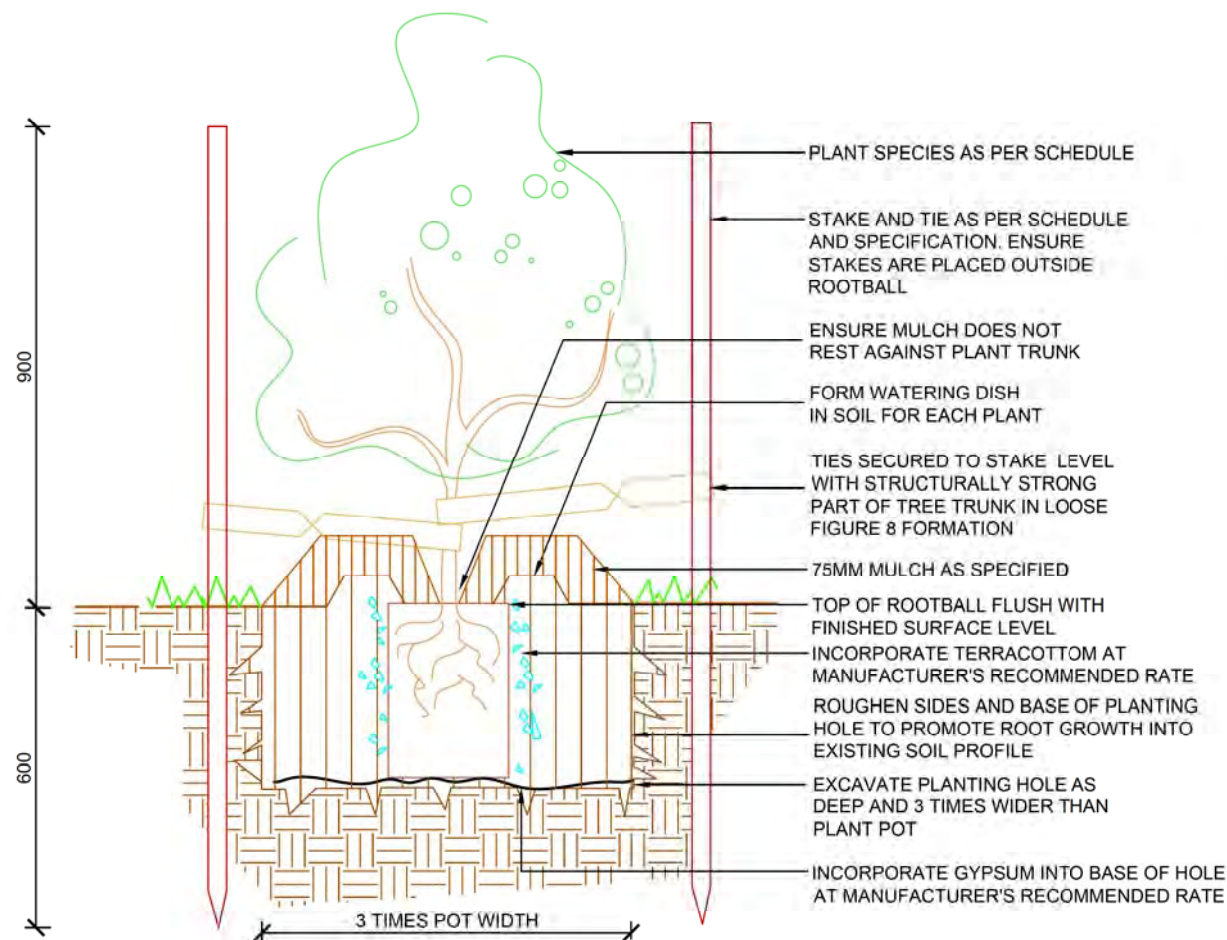 PLANT SPECIES AS PER SCHEDULE
STAKE AND TIE AS PER SCHEDULE
AND SPECIFICATION. ENSURE
STAKES ARE PLACED OUTSIDE
ROOTBALL
900
ENSURE MULCH DOES NOT
REST AGAINST PLANT TRUNK
FORM WATERING DISH
IN SOIL FOR EACH PLANT
TIES SECURED TO STAKE LEVEL
WITH STRUCTURALLY STRONG
PART OF TREE TRUNK IN LOOSE
FIGURE 8 FORMATION
75MM MULCH AS SPECIFIED
TOP OF ROOTBALL FLUSH WITH
FINISHED SURFACE LEVEL
INCORPORATE TERRACOTTOM AT
MANUFACTURER'S RECOMMENDED RATE
ROUGHEN SIDES AND BASE OF PLANTING
HOLE TO PROMOTE ROOT GROWTH INTO
EXISTING SOIL PROFILE
600
EXCAVATE PLANTING HOLE AS
DEEP AND 3 TIMES WIDER THAN
PLANT POT
INCORPORATE GYPSUM INTO BASE OF HOLE
AT MANUFACTURER'S RECOMMENDED RATE
3 TIMES POT WIDTH